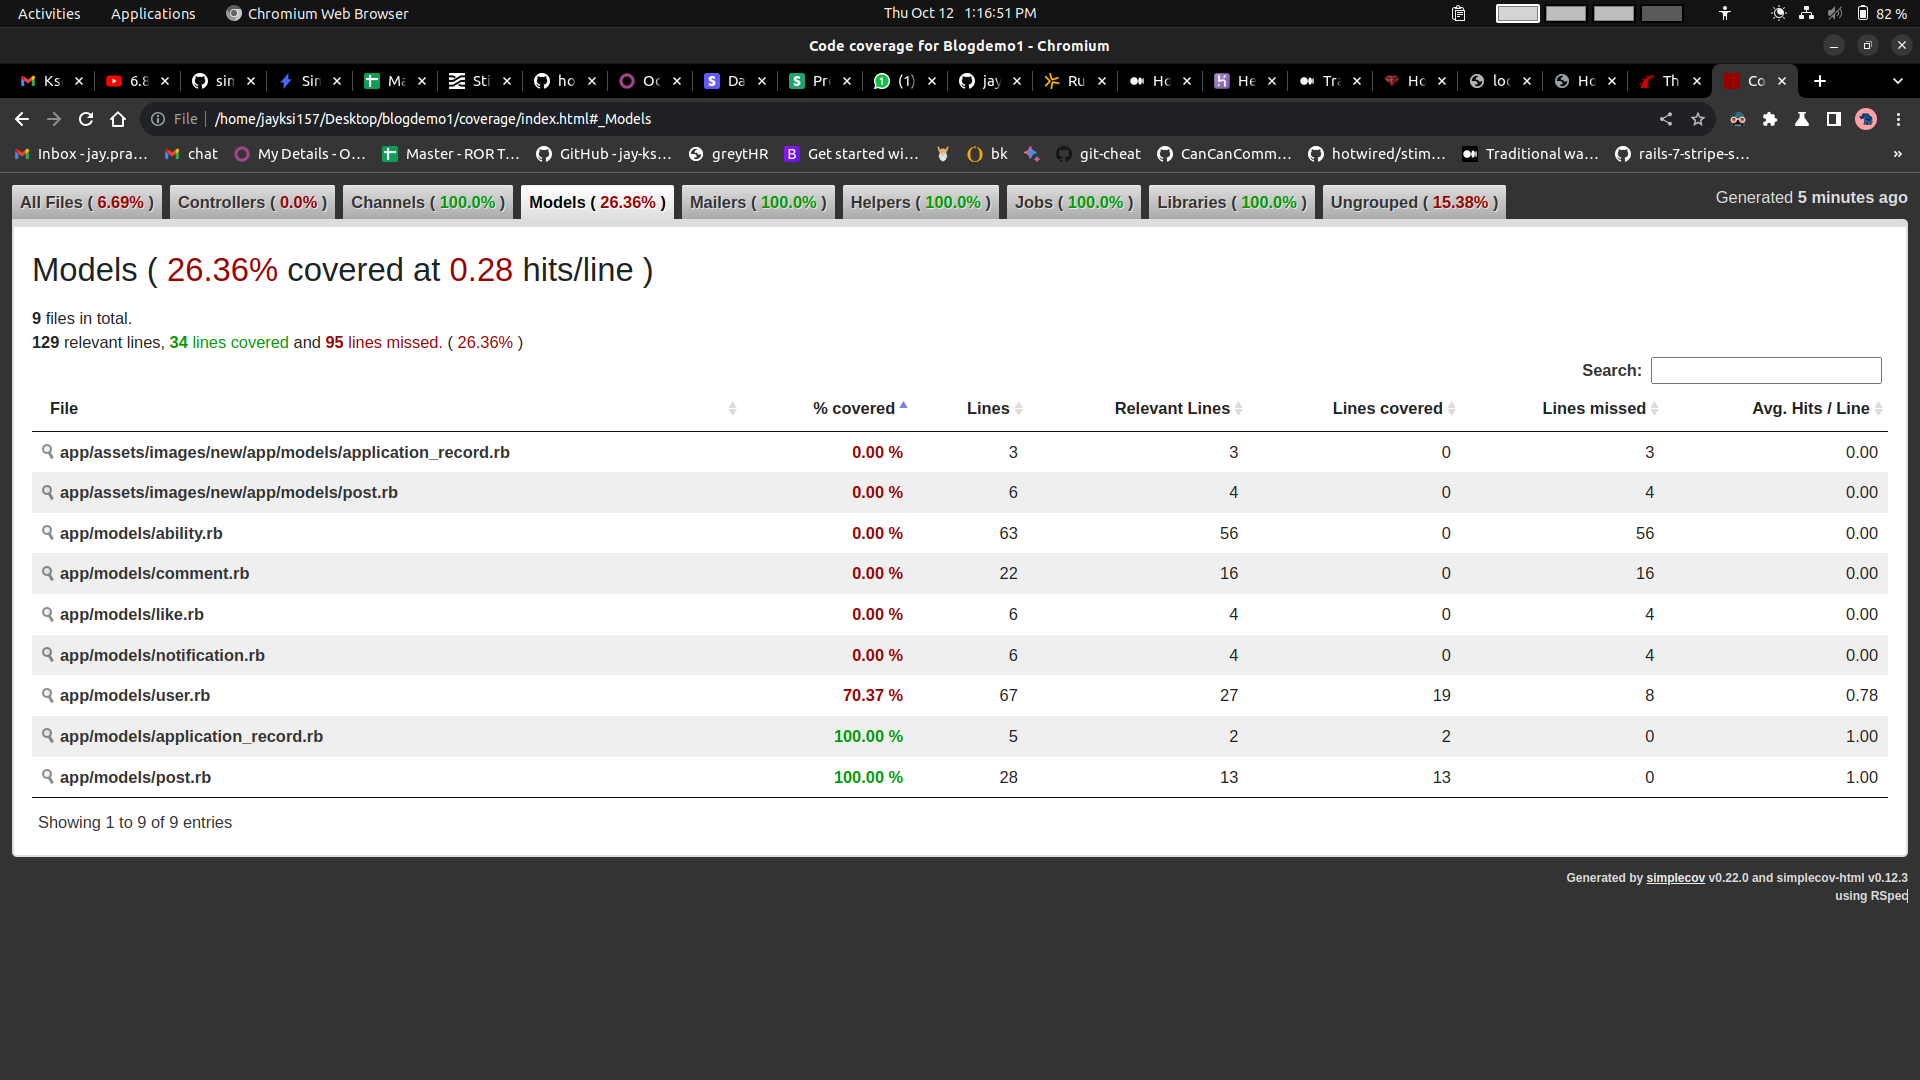 Activities Applications Chromium Web Browser Thu Oct 12 1:16:51 PM 82 %
Code coverage for Blogdemo1 - Chromium
Ks 6.8 sin Sin Ma Sti ho Oc Da Pr (1) jay Ru Ho He Tra Ho loc Ho Th Co
File /home/jayksi157/Desktop/blogdemo1/coverage/index.html#_Models
Inbox - jay.pra... chat My Details - O... Master - ROR T... GitHub - jay-ks... greytHR B Get started wi... bk git-cheat CanCanComm... hotwired/stim... Traditional wa... rails-7-stripe-s... »
All Files ( 6.69% ) Controllers ( 0.0% ) Channels ( 100.0% ) Models ( 26.36% ) Mailers ( 100.0% ) Helpers ( 100.0% ) Jobs ( 100.0% ) Libraries ( 100.0% ) Ungrouped ( 15.38% ) Generated 5 minutes ago
Models ( 26.36% covered at 0.28 hits/line )
9 files in total.
129 relevant lines, 34 lines covered and 95 lines missed. ( 26.36% )
Search:
File % covered Lines Relevant Lines Lines covered Lines missed Avg. Hits / Line
app/assets/images/new/app/models/application_record.rb 0.00 % 3 3 0 3 0.00
app/assets/images/new/app/models/post.rb 0.00 % 6 4 0 4 0.00
app/models/ability.rb 0.00 % 63 56 0 56 0.00
app/models/comment.rb 0.00 % 22 16 0 16 0.00
app/models/like.rb 0.00 % 6 4 0 4 0.00
app/models/notification.rb 0.00 % 6 4 0 4 0.00
app/models/user.rb 70.37 % 67 27 19 8 0.78
app/models/application_record.rb 100.00 % 5 2 2 0 1.00
app/models/post.rb 100.00 % 28 13 13 0 1.00
Showing 1 to 9 of 9 entries
Generated by simplecov v0.22.0 and simplecov-html v0.12.3
using RSpec